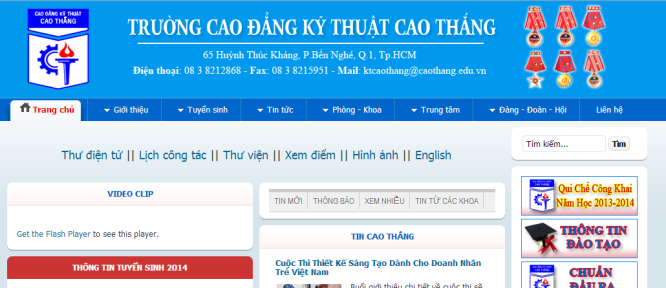 CAO ĐẲNG KỸ THUẬT
CAO THẮNG
TRƯỜNG CAO ĐẲNG KỸ THUẬT CAO THẮNG
65 Huỳnh Thúc Kháng, P.Bến Nghé, Q.1, Tp.HCM
Điện thoại: 08 3 8212868 - Fax: 08 3 8215951 - Mail: ktcaothang@caothang.edu.vn
Trang chủ Giới thiệu Tuyển sinh Tin tức Phòng - Khoa Trung tâm Đảng - Đoàn - Hội Liên hệ
Thư điện tử || Lịch công tác || Thư viện || Xem điểm || Hình ảnh || English
Tìm kiếm... Tìm
VIDEO CLIP
Get the Flash Player to see this player.
THÔNG TIN TUYỂN SINH 2014
TIN MỚI THÔNG BÁO XEM NHIỀU TIN TỪ CÁC KHOA
TIN CAO THẮNG
Cuộc Thi Thiết Kế Sáng Tạo Dành Cho Doanh Nhân
Trẻ Việt Nam
Buổi giới thiệu chi tiết về cuộc thi sẽ
Qui Chế Công Khai
Năm Học 2013-2014
THÔNG TIN
ĐÀO TẠO
CHUẨN
ĐẦU RA